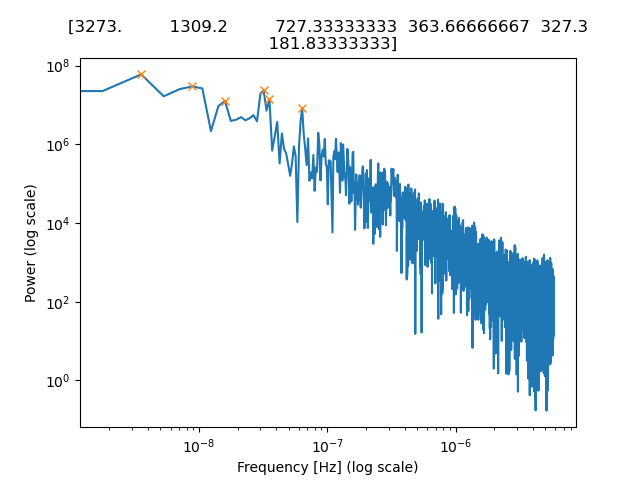 [3273. 1309.2 727.33333333 363.66666667 327.3
181.83333333]
10⁸
10⁶
10⁴
10²
10⁰
Power (log scale)
10⁻⁸ 10⁻⁷ 10⁻⁶
Frequency [Hz] (log scale)